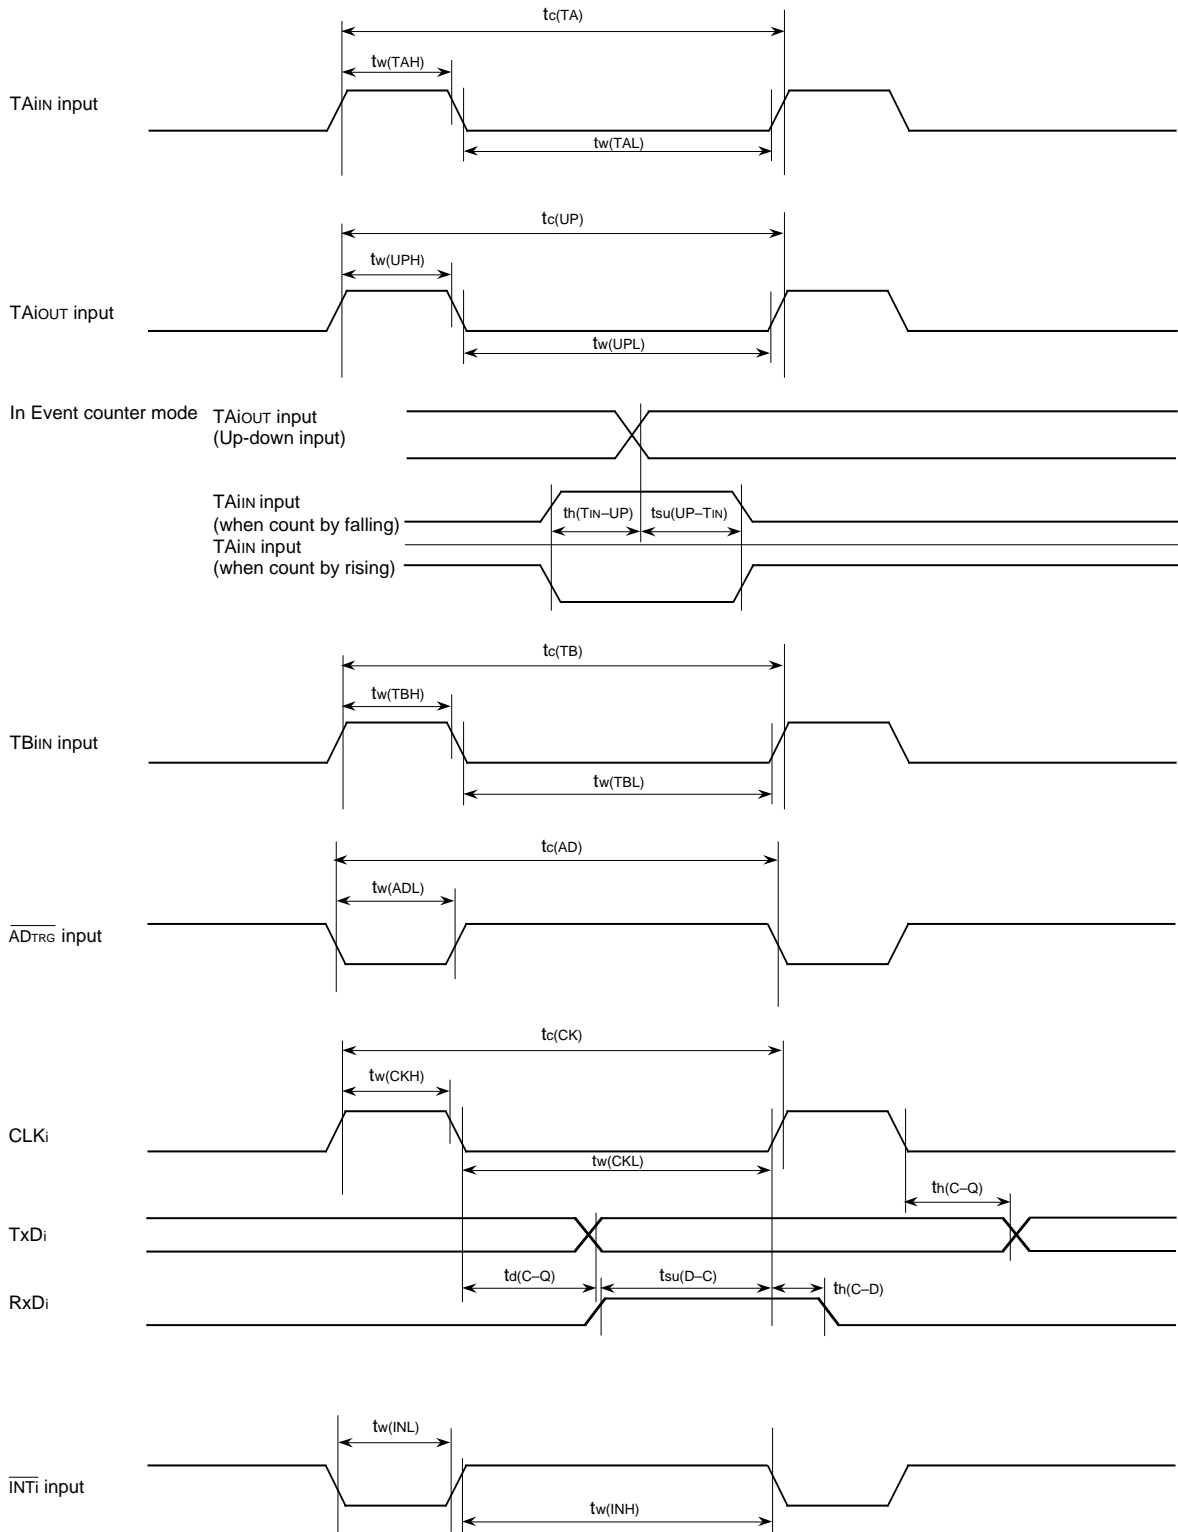 tc(TA)
tw(TAH)
TAiIN input
tw(TAL)
tc(UP)
tw(UPH)
TAiOUT input
tw(UPL)
In Event counter mode
TAiOUT input
(Up-down input)
TAiIN input
(when count by falling)
th(TIN–UP)
tsu(UP–TIN)
TAiIN input
(when count by rising)
tc(TB)
tw(TBH)
TBiIN input
tw(TBL)
tc(AD)
tw(ADL)
ADTRG input
tc(CK)
tw(CKH)
CLKi
tw(CKL)
th(C–Q)
TxDi
td(C–Q)
tsu(D–C)
th(C–D)
RxDi
tw(INL)
INTi input
tw(INH)